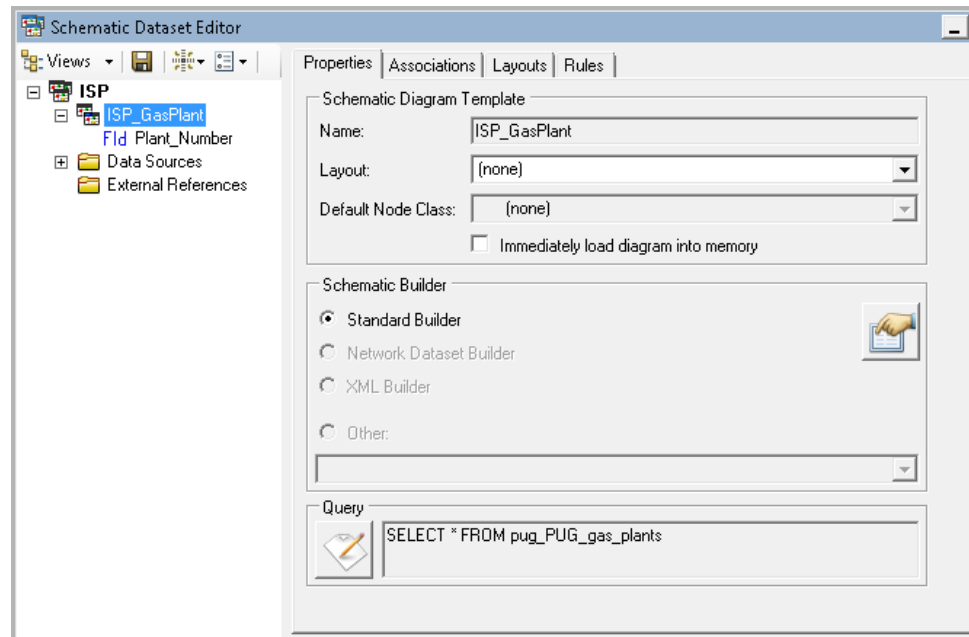 Schematic Dataset Editor
Views
ISP
ISP_GasPlant
Fld Plant_Number
Data Sources
External References
Properties Associations Layouts Rules
Schematic Diagram Template
Name: ISP_GasPlant
Layout: (none)
Default Node Class: (none)
Immediately load diagram into memory
Schematic Builder
Standard Builder
Network Dataset Builder
XML Builder
Other:
Query
SELECT * FROM pug_PUG_gas_plants